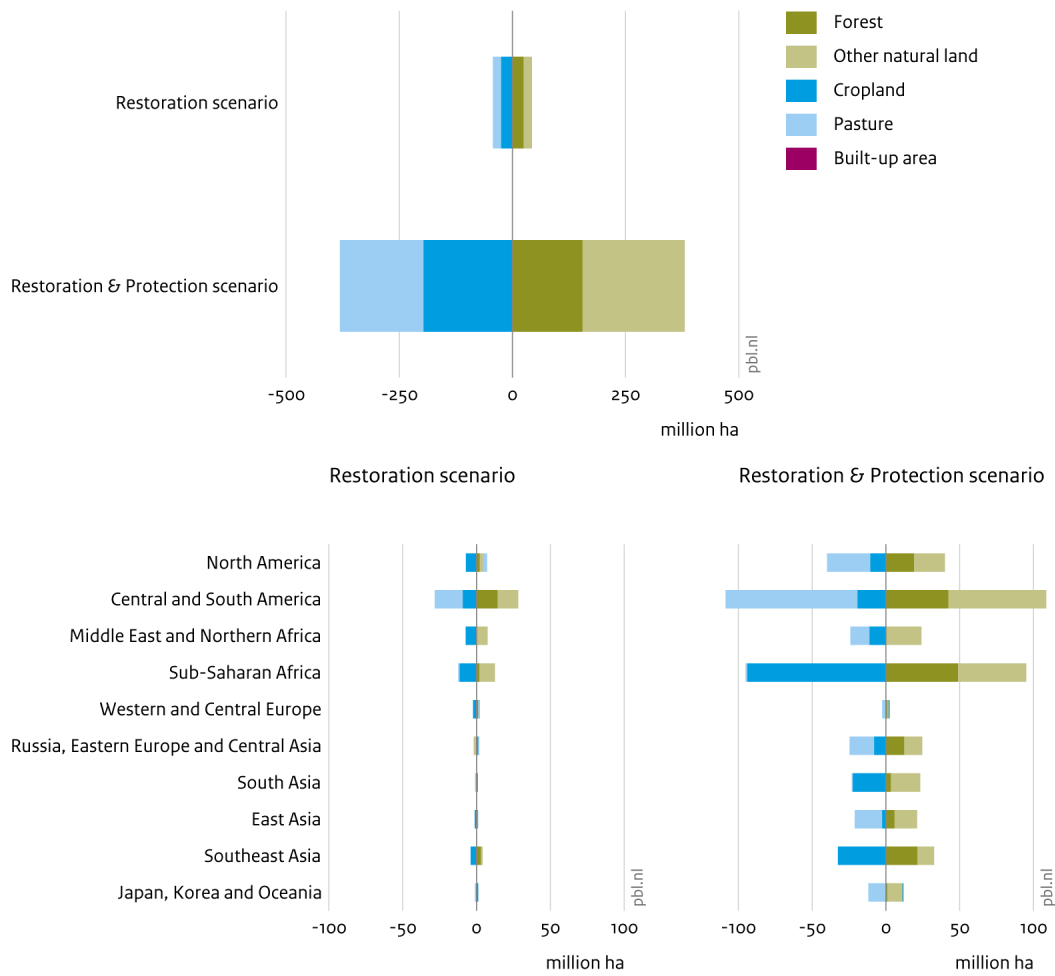 Forest
Other natural land
Cropland
Pasture
Built-up area
Restoration scenario
Restoration & Protection scenario
pbl.nl
-500 -250 0 250 500
million ha
Restoration scenario Restoration & Protection scenario
North America
Central and South America
Middle East and Northern Africa
Sub-Saharan Africa
Western and Central Europe
Russia, Eastern Europe and Central Asia
South Asia
East Asia
Southeast Asia
Japan, Korea and Oceania
pbl.nl pbl.nl
-100 -50 0 50 100 -100 -50 0 50 100
million ha million ha